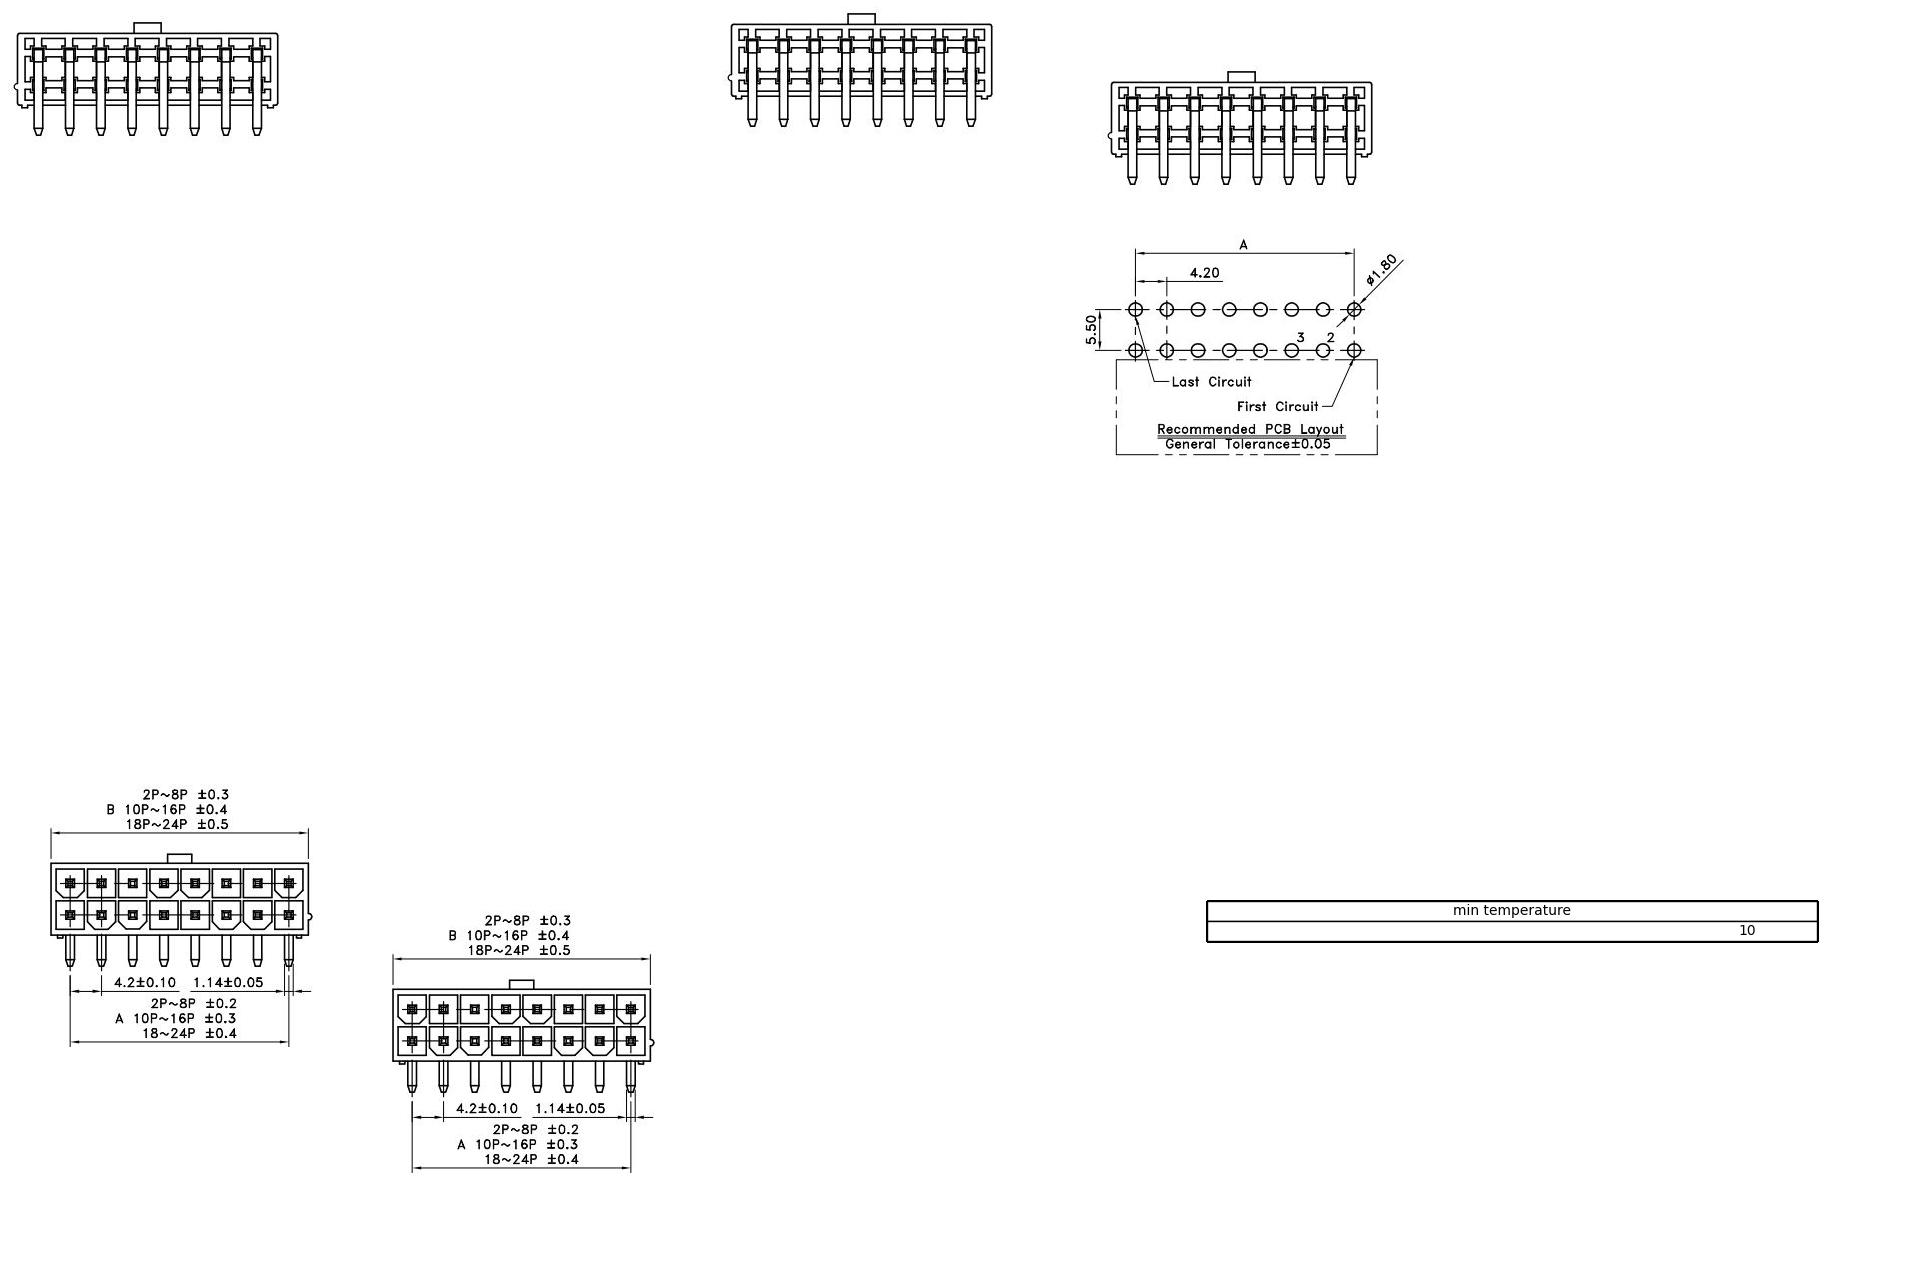 A
4.20
ø1.80
5.50
3 2
Last Circuit
First Circuit
Recommended PCB Layout
General Tolerance±0.05
2P~8P ±0.3
B 10P~16P ±0.4
18P~24P ±0.5
4.2±0.10 1.14±0.05
2P~8P ±0.2
A 10P~16P ±0.3
18~24P ±0.4
2P~8P ±0.3
B 10P~16P ±0.4
18P~24P ±0.5
4.2±0.10 1.14±0.05
2P~8P ±0.2
A 10P~16P ±0.3
18~24P ±0.4
min temperature
10